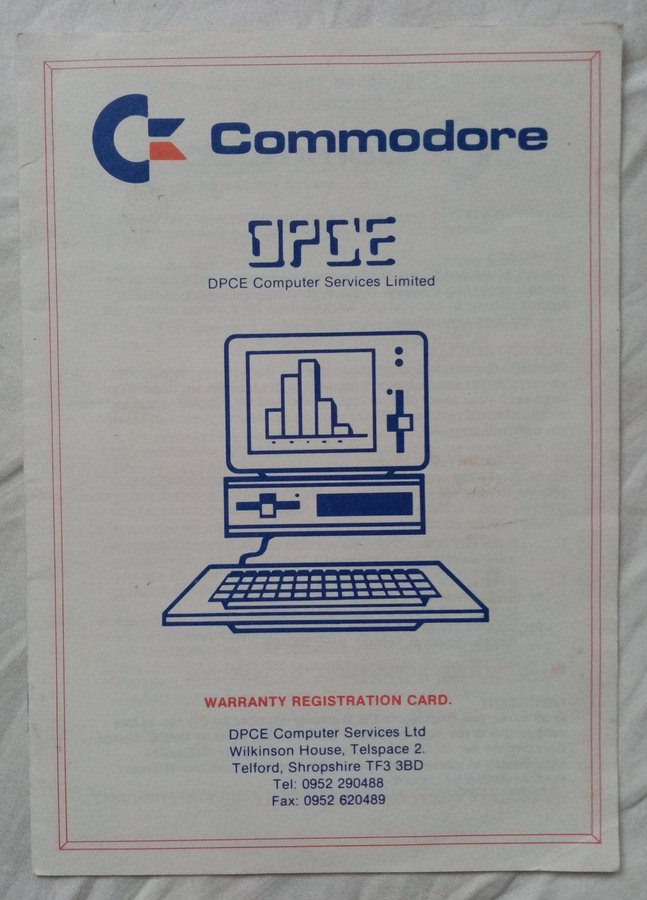 Commodore
DPCE
DPCE Computer Services Limited
WARRANTY REGISTRATION CARD.
DPCE Computer Services Ltd
Wilkinson House, Telspace 2.
Telford, Shropshire TF3 3BD
Tel: 0952 290488
Fax: 0952 620489